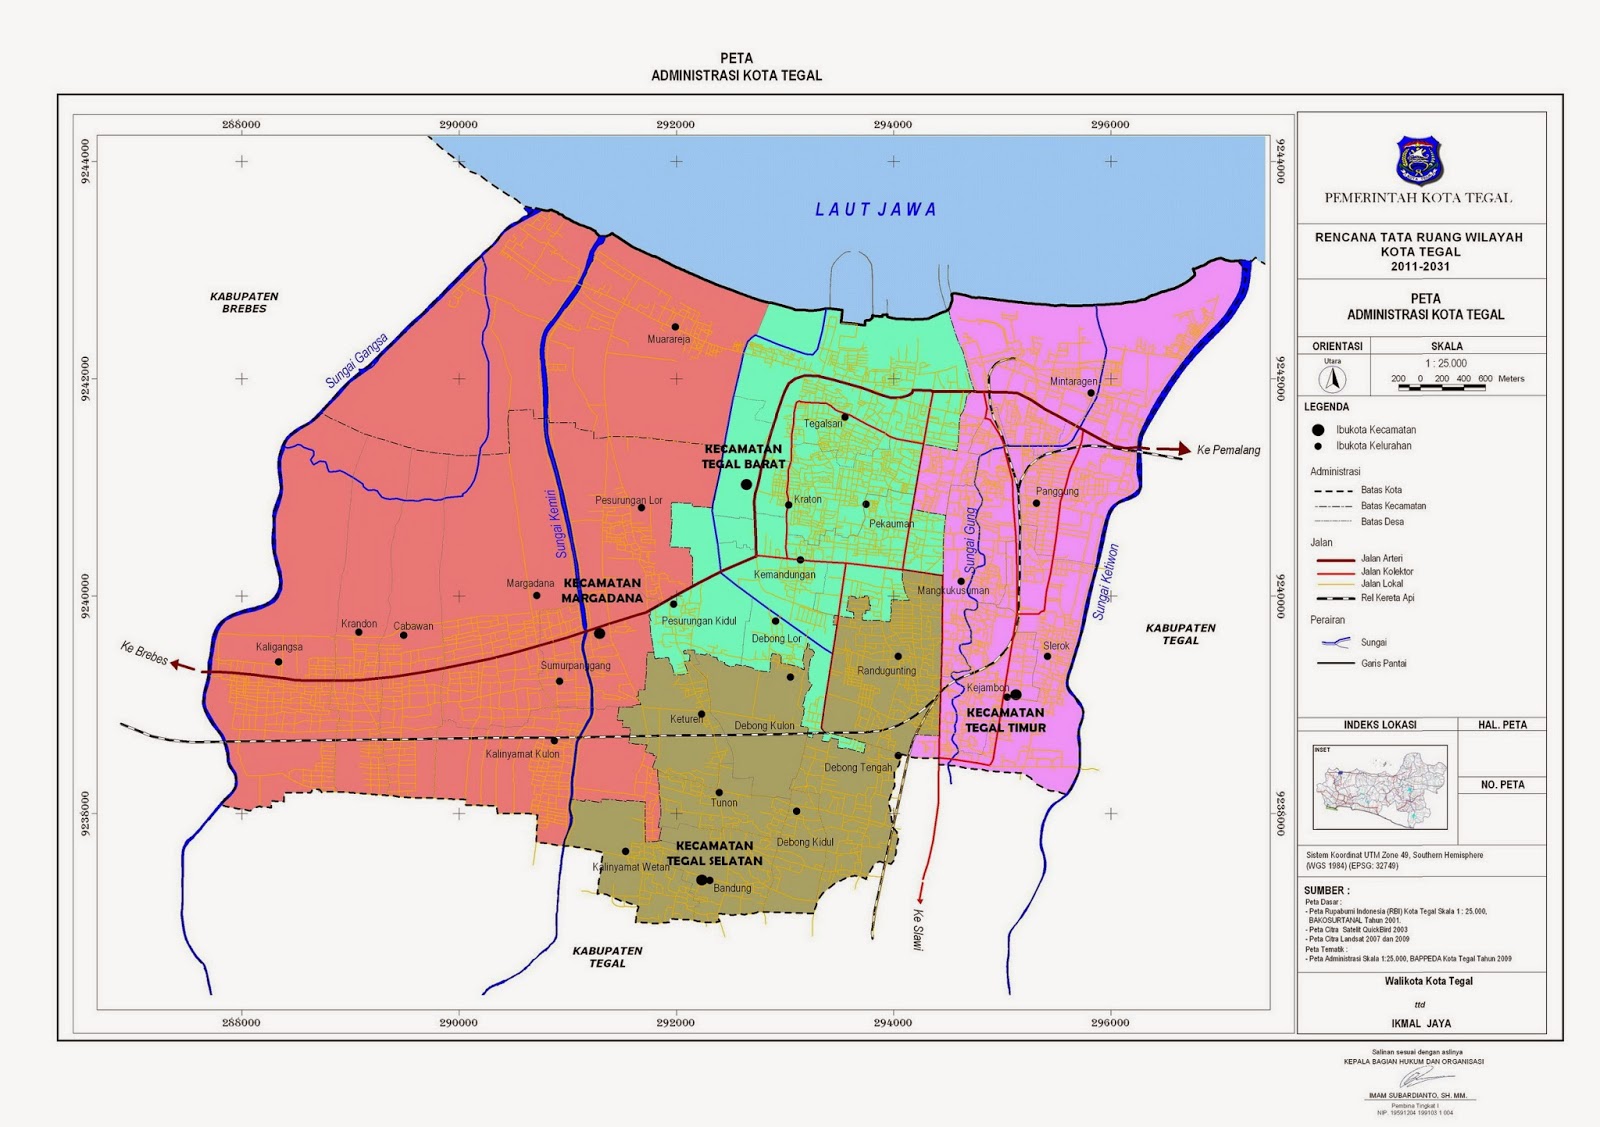 PETA
ADMINISTRASI KOTA TEGAL
288000
290000
292000
294000
296000
9244000
9242000
9240000
9238000
9244000
9242000
9240000
9238000
288000
290000
292000
294000
296000
LAUT JAWA
KABUPATEN
BREBES
Sungai Gangsa
Muarareja
Mintaragen
Tegalsari
KECAMATAN
TEGAL BARAT
Ke Pemalang
Pesurungan Lor
Kraton
Pekauman
Panggung
Sungai Kemiri
Sungai Gung
Sungai Ketiwon
Kemandungan
Margadana
KECAMATAN
MARGADANA
Mangkukusuman
Krandon
Cabawan
Pesurungan Kidul
Debong Lor
KABUPATEN
TEGAL
Kaligangsa
Ke Brebes
Sumurpanggang
Randugunting
Slerok
Kejambon
KECAMATAN
TEGAL TIMUR
Keturen
Debong Kulon
Kalinyamat Kulon
Debong Tengah
Tunon
Debong Kidul
KECAMATAN
TEGAL SELATAN
Kalinyamat Wetan
Bandung
Ke Slawi
KABUPATEN
TEGAL
KOTA TEGAL
PEMERINTAH KOTA TEGAL
RENCANA TATA RUANG WILAYAH
KOTA TEGAL
2011-2031
PETA
ADMINISTRASI KOTA TEGAL
ORIENTASI
SKALA
Utara
1 : 25.000
200 0 200 400 600 Meters
LEGENDA
Ibukota Kecamatan
Ibukota Kelurahan
Administrasi
Batas Kota
Batas Kecamatan
Batas Desa
Jalan
Jalan Arteri
Jalan Kolektor
Jalan Lokal
Rel Kereta Api
Perairan
Sungai
Garis Pantai
INDEKS LOKASI
HAL. PETA
INSET
NO. PETA
Sistem Koordinat UTM Zone 49, Southern Hemisphere
(WGS 1984) (EPSG: 32749)
SUMBER :
Peta Dasar :
- Peta Rupabumi Indonesia (RBI) Kota Tegal Skala 1 : 25.000,
BAKOSURTANAL Tahun 2001.
- Peta Citra Satelit QuickBird 2003
- Peta Citra Landsat 2007 dan 2009
Peta Tematik :
- Peta Administrasi Skala 1:25.000, BAPPEDA Kota Tegal Tahun 2009
Walikota Kota Tegal
ttd
IKMAL JAYA
Salinan sesuai dengan aslinya
KEPALA BAGIAN HUKUM DAN ORGANISASI
IMAM SUBARDIANTO, SH. MM.
Pembina Tingkat I
NIP. 19591204 199103 1 004